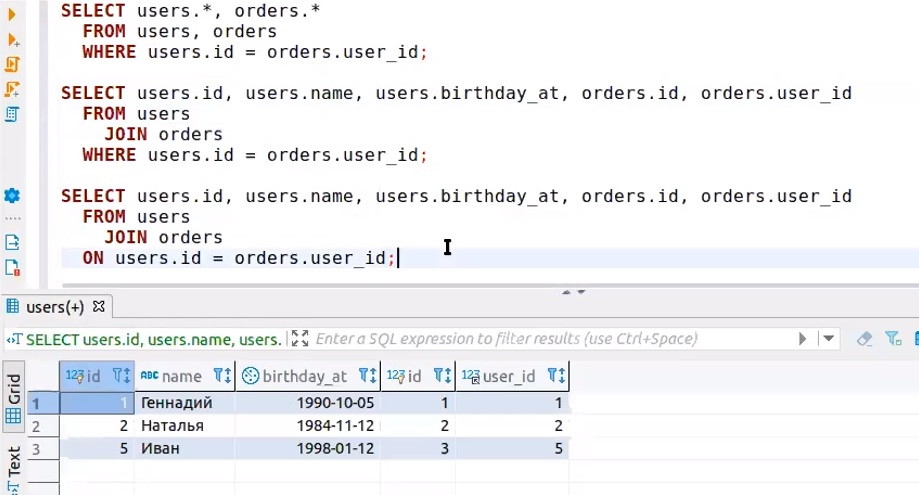 SELECT users.*, orders.*
FROM users, orders
WHERE users.id = orders.user_id;
SELECT users.id, users.name, users.birthday_at, orders.id, orders.user_id
FROM users
JOIN orders
WHERE users.id = orders.user_id;
SELECT users.id, users.name, users.birthday_at, orders.id, orders.user_id
FROM users
JOIN orders
ON users.id = orders.user_id;
users(+)
SELECT users.id, users.name, users. Enter a SQL expression to filter results (use Ctrl+Space)
Grid
Text
123 id ABC name birthday_at 123 id 123 user_id
1 1 Геннадий 1990-10-05 1 1
2 2 Наталья 1984-11-12 2 2
3 5 Иван 1998-01-12 3 5